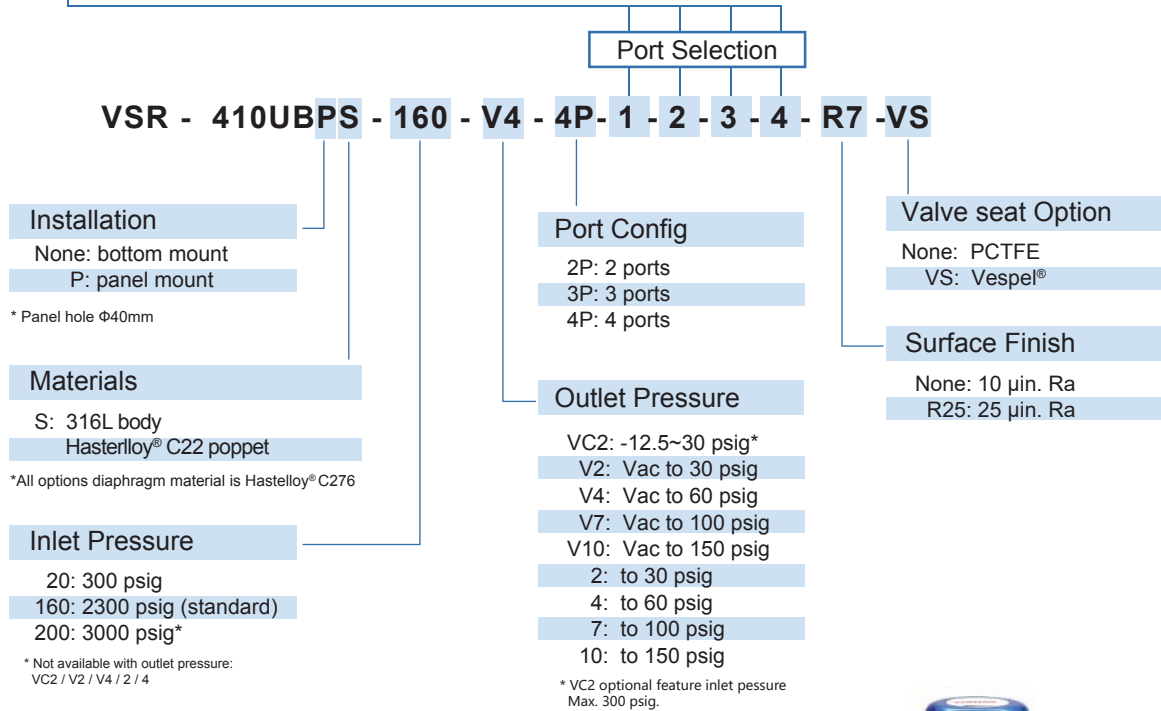 Port Selection
VSR - 410UBPS - 160 - V4 - 4P- 1 - 2 - 3 - 4 - R7 -VS
Installation
None: bottom mount
P: panel mount
* Panel hole Φ40mm
Materials
S: 316L body
Hasterlloy® C22 poppet
*All options diaphragm material is Hastelloy® C276
Inlet Pressure
20: 300 psig
160: 2300 psig (standard)
200: 3000 psig*
* Not available with outlet pressure:
VC2 / V2 / V4 / 2 / 4
Port Config
2P: 2 ports
3P: 3 ports
4P: 4 ports
Outlet Pressure
VC2: -12.5~30 psig*
V2: Vac to 30 psig
V4: Vac to 60 psig
V7: Vac to 100 psig
V10: Vac to 150 psig
2: to 30 psig
4: to 60 psig
7: to 100 psig
10: to 150 psig
* VC2 optional feature inlet pessure
Max. 300 psig.
Valve seat Option
None: PCTFE
VS: Vespel®
Surface Finish
None: 10 µin. Ra
R25: 25 µin. Ra